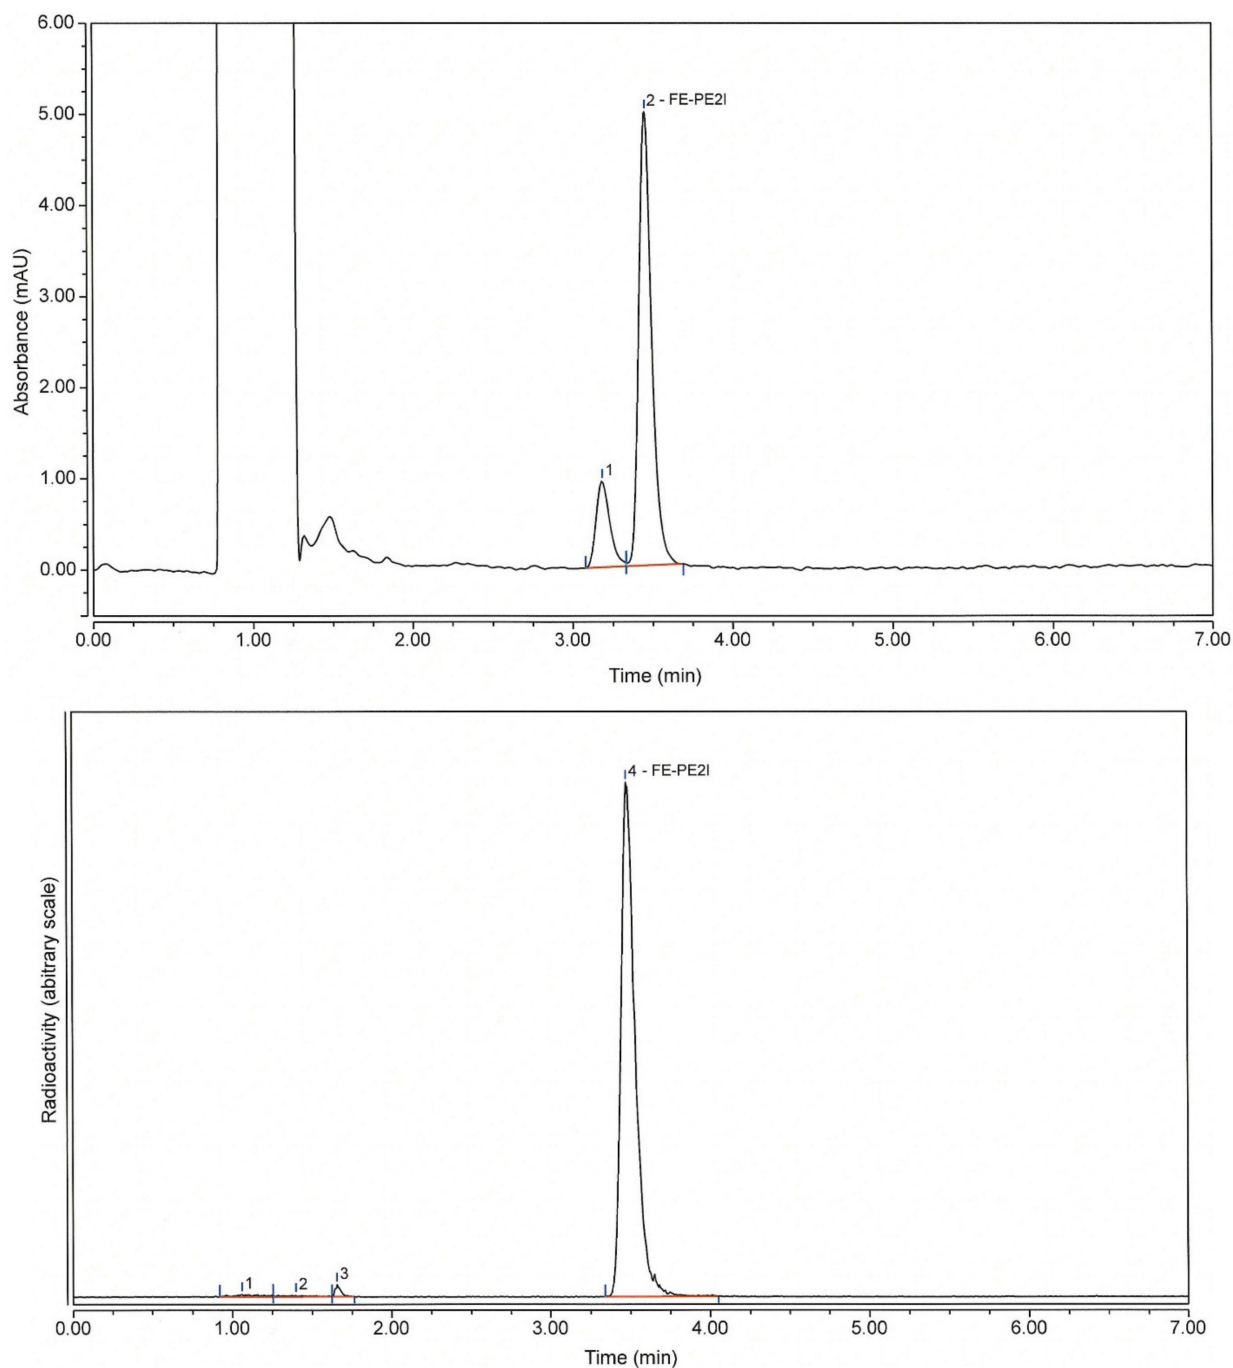 6.00
5.00
4.00
3.00
2.00
1.00
0.00
Absorbance (mAU)
2 - FE-PE2I
1
0.00 1.00 2.00 3.00 4.00 5.00 6.00 7.00
Time (min)
4 - FE-PE2I
Radioactivity (abitrary scale)
1 2 3
0.00 1.00 2.00 3.00 4.00 5.00 6.00 7.00
Time (min)